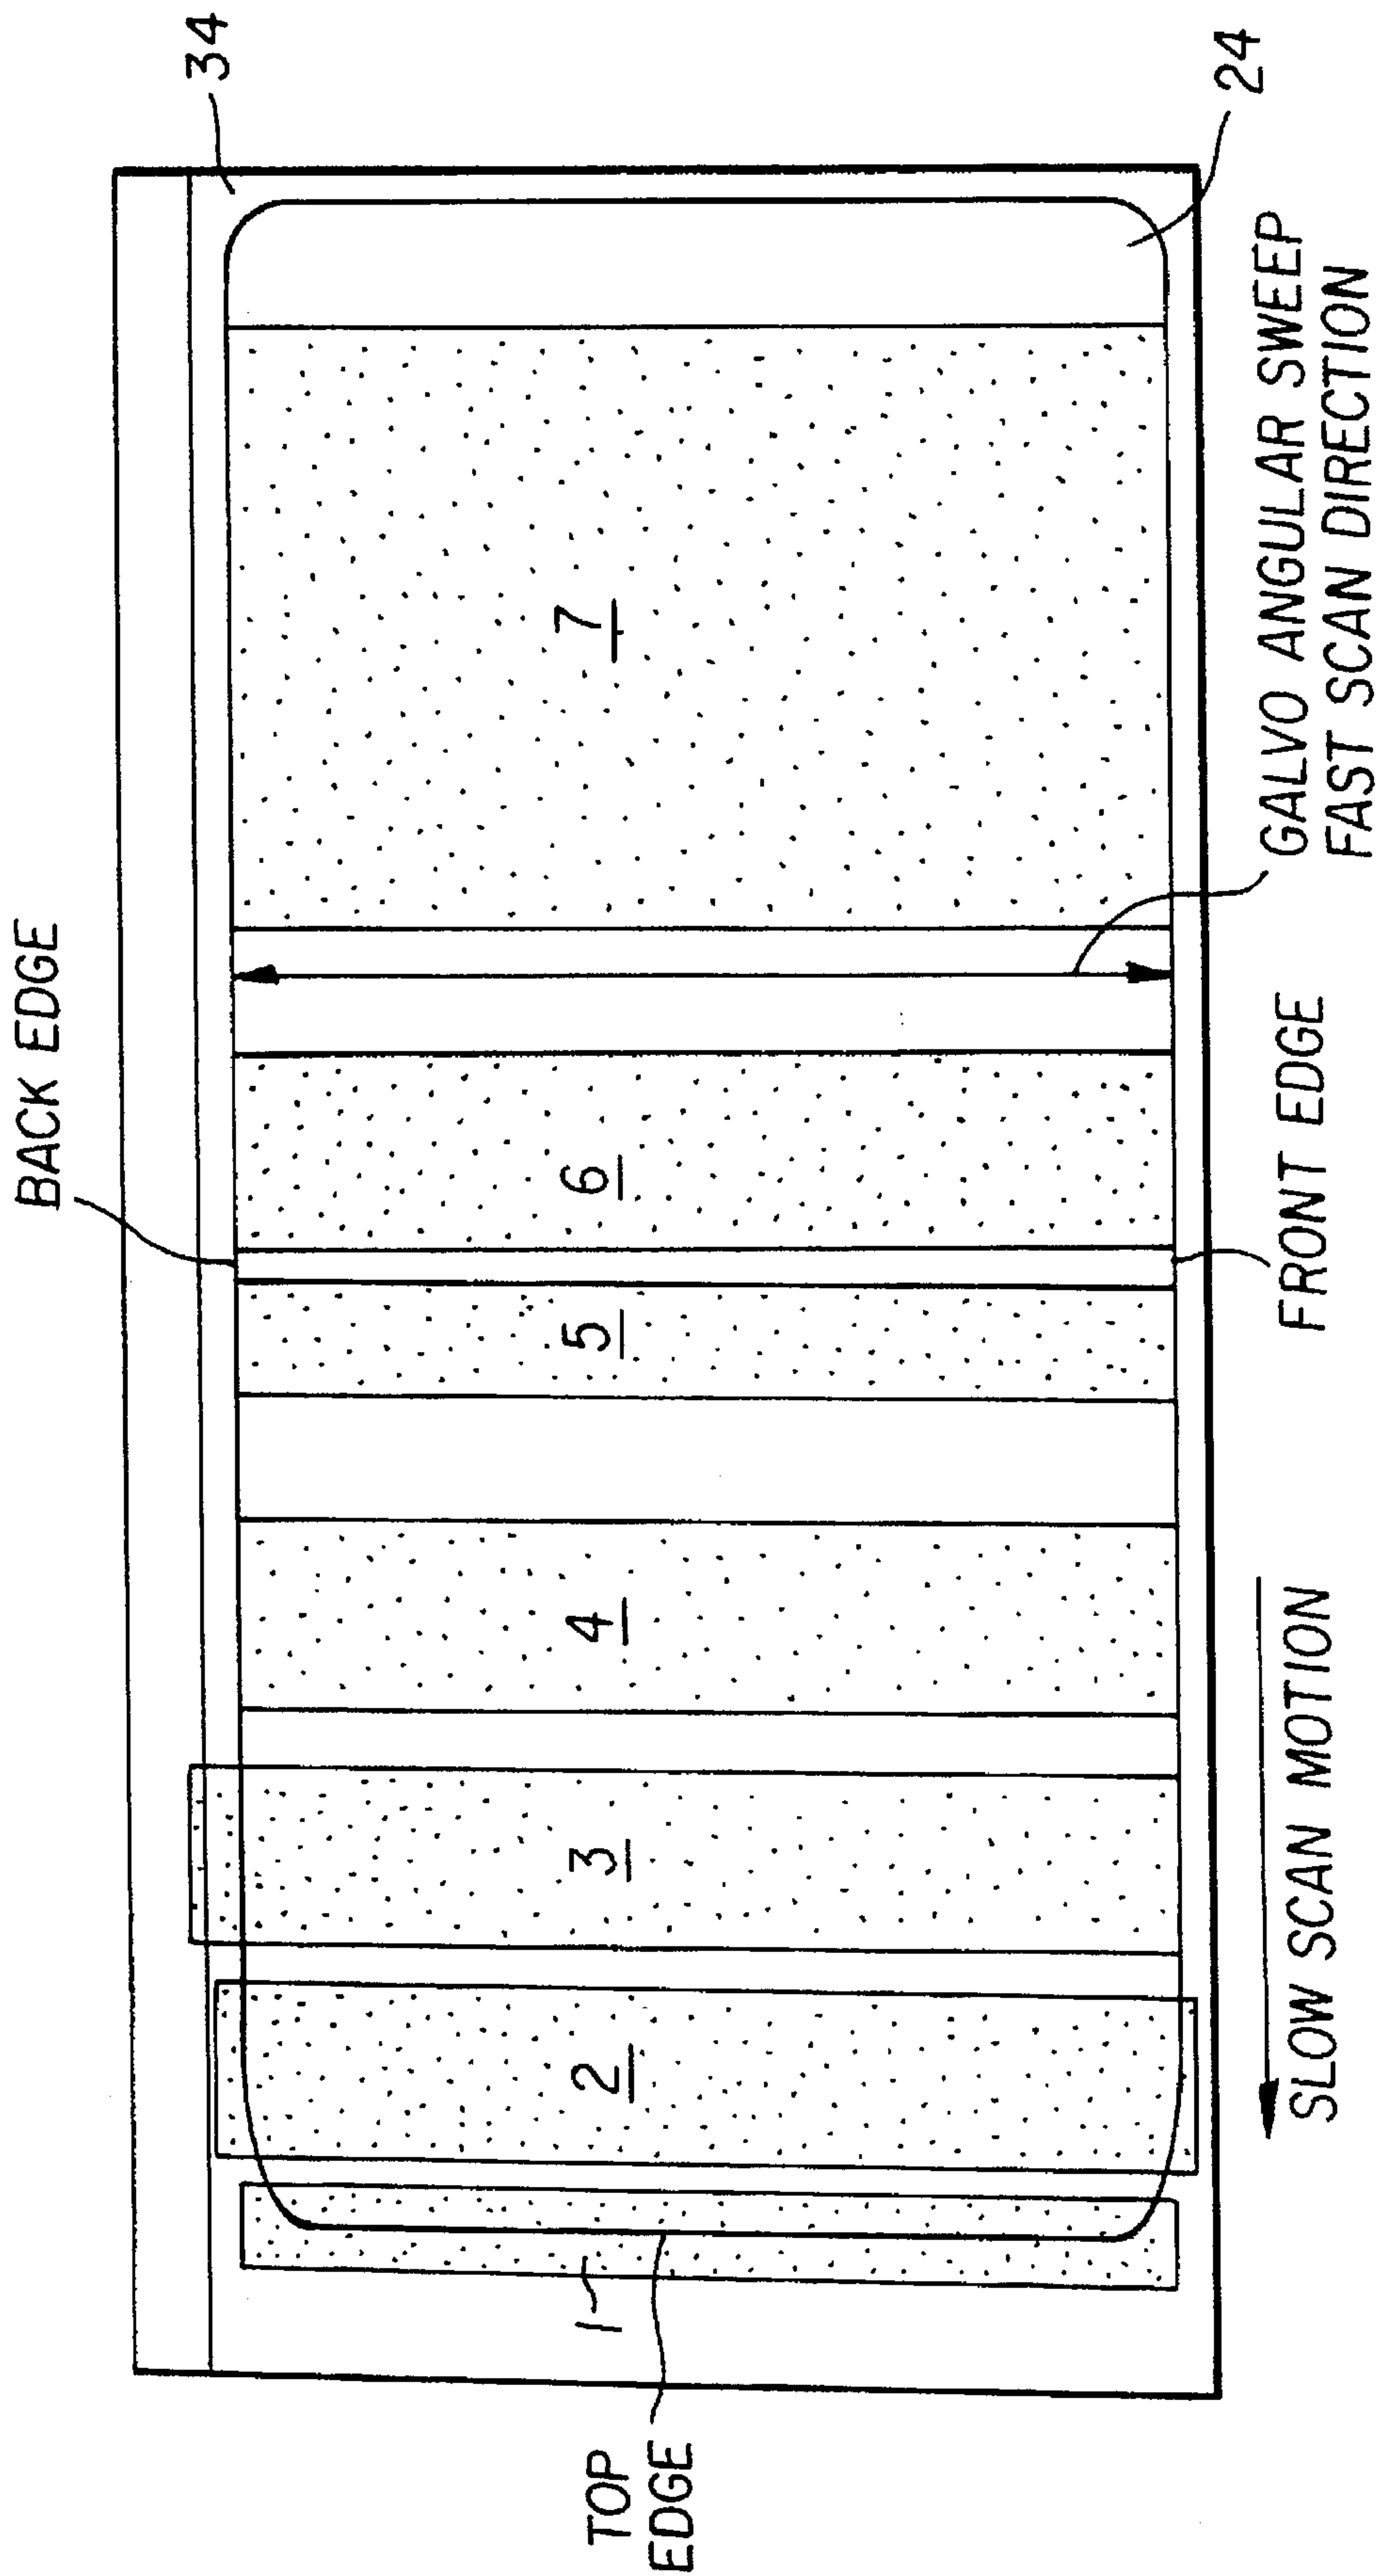 34
24
BACK EDGE
7
GALVO ANGULAR SWEEP
FAST SCAN DIRECTION
6
5
FRONT EDGE
4
3
2
1
SLOW SCAN MOTION
TOP
EDGE